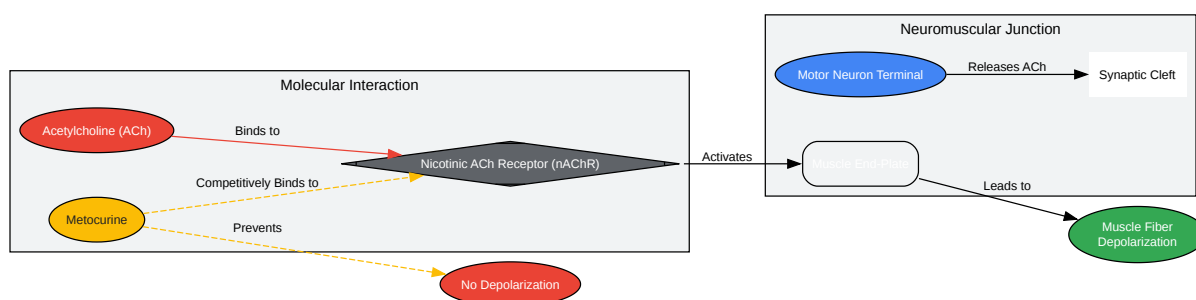 Neuromuscular Junction
Motor Neuron Terminal
Releases ACh
Synaptic Cleft
Molecular Interaction
Acetylcholine (ACh)
Binds to
Nicotinic ACh Receptor (nAChR)
Activates
Muscle End-Plate
Competitively Binds to
Leads to
Metocurine
Prevents
Muscle Fiber
Depolarization
No Depolarization